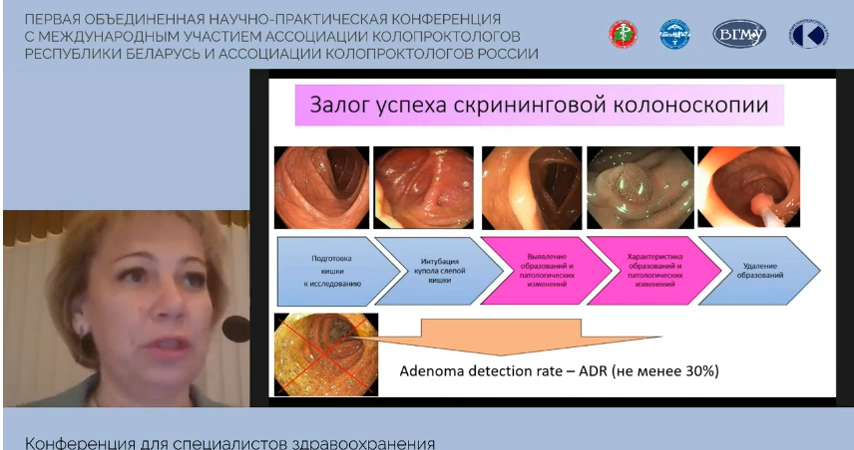 ПЕРВАЯ ОБЪЕДИНЕННАЯ НАУЧНО-ПРАКТИЧЕСКАЯ КОНФЕРЕНЦИЯ
С МЕЖДУНАРОДНЫМ УЧАСТИЕМ АССОЦИАЦИИ КОЛОПРОКТОЛОГОВ
РЕСПУБЛИКИ БЕЛАРУСЬ И АССОЦИАЦИИ КОЛОПРОКТОЛОГОВ РОССИИ
ВГМУ
Залог успеха скрининговой колоноскопии
Подготовка
кишки
к исследованию
Интубация
купола слепой
кишки
Выявление
образований и
патологических
изменений
Характеристика
образований и
патологических
изменений
Удаление
образований
Adenoma detection rate – ADR (не менее 30%)
Конференция для специалистов здравоохранения